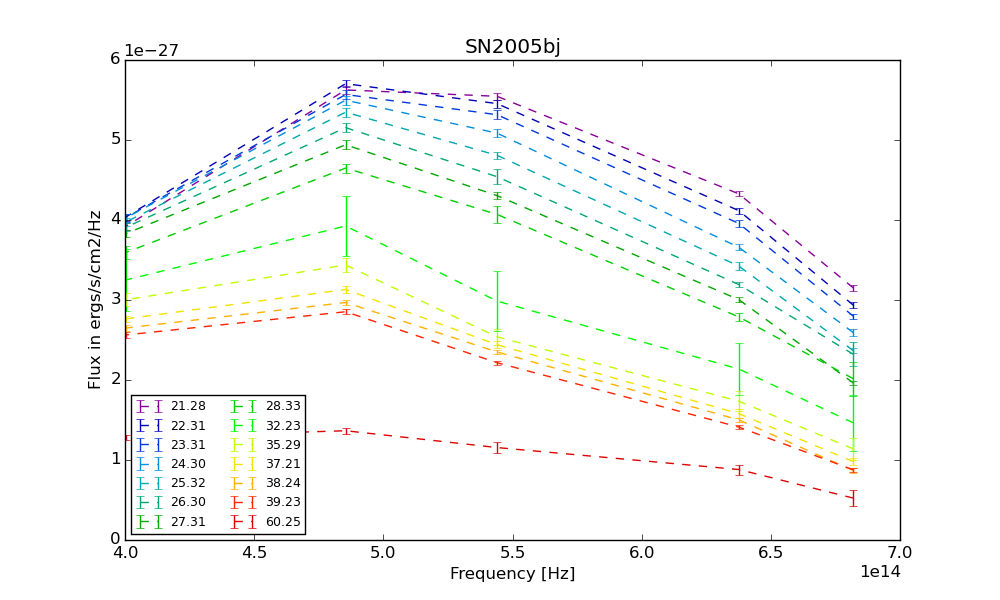 SN2005bj
1e−27
6
5
4
3
2
1
0
Flux in ergs/s/cm2/Hz
21.28 28.33
22.31 32.23
23.31 35.29
24.30 37.21
25.32 38.24
26.30 39.23
27.31 60.25
4.0 4.5 5.0 5.5 6.0 6.5 7.0
Frequency [Hz] 1e14